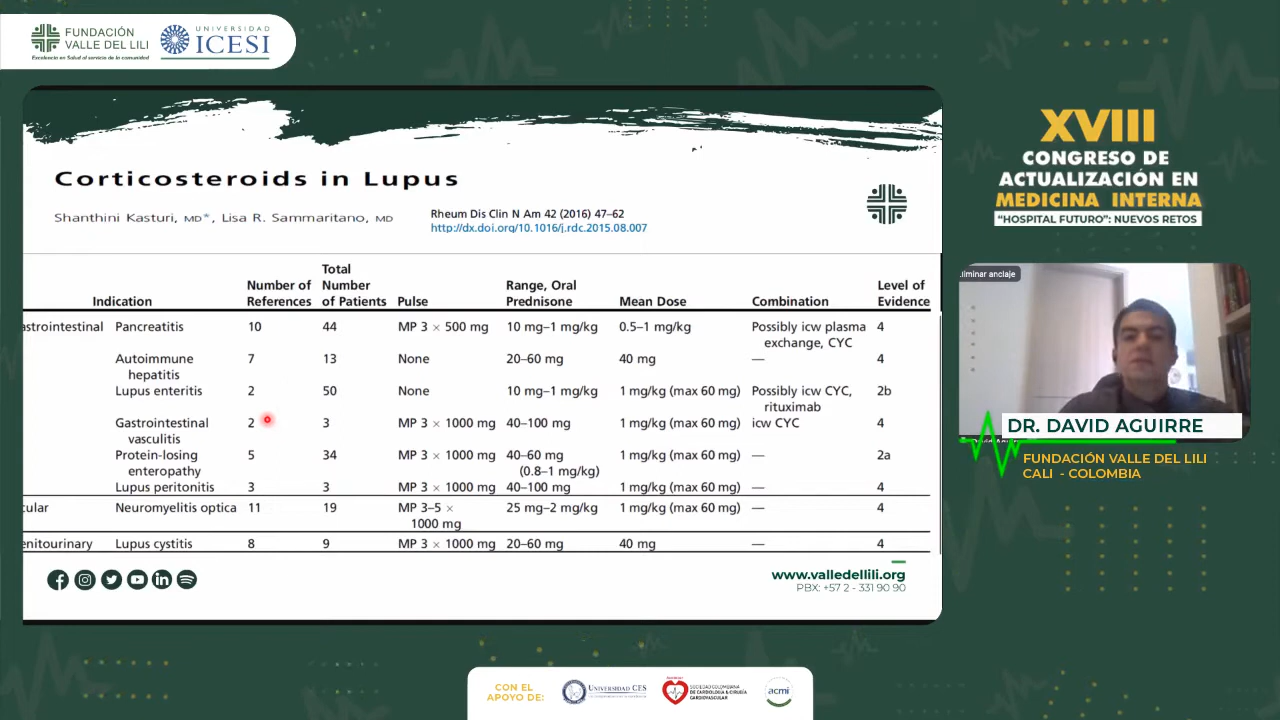 FUNDACIÓN
VALLE DEL LILI
Excelencia en Salud al servicio de la comunidad
UNIVERSIDAD
ICESI
Corticosteroids in Lupus
Shanthini Kasturi, MD*, Lisa R. Sammaritano, MD
Rheum Dis Clin N Am 42 (2016) 47–62
http://dx.doi.org/10.1016/j.rdc.2015.08.007
Indication Number of References Total Number of Patients Pulse Range, Oral Prednisone Mean Dose Combination Level of Evidence
astrointestinal Pancreatitis 10 44 MP 3 × 500 mg 10 mg–1 mg/kg 0.5–1 mg/kg Possibly icw plasma exchange, CYC 4
Autoimmune hepatitis 7 13 None 20–60 mg 40 mg — 4
Lupus enteritis 2 50 None 10 mg–1 mg/kg 1 mg/kg (max 60 mg) Possibly icw CYC, rituximab 2b
Gastrointestinal vasculitis 2 3 MP 3 × 1000 mg 40–100 mg 1 mg/kg (max 60 mg) icw CYC 4
Protein-losing enteropathy 5 34 MP 3 × 1000 mg 40–60 mg (0.8–1 mg/kg) 1 mg/kg (max 60 mg) — 2a
Lupus peritonitis 3 3 MP 3 × 1000 mg 40–100 mg 1 mg/kg (max 60 mg) — 4
cular Neuromyelitis optica 11 19 MP 3–5 × 1000 mg 25 mg–2 mg/kg 1 mg/kg (max 60 mg) — 4
enitourinary Lupus cystitis 8 9 MP 3 × 1000 mg 20–60 mg 40 mg — 4
www.valledellili.org
PBX: +57 2 - 331 90 90
XVIII
CONGRESO DE
ACTUALIZACIÓN EN
MEDICINA INTERNA
“HOSPITAL FUTURO”: NUEVOS RETOS
liminar anclaje
DR. DAVID AGUIRRE
FUNDACIÓN VALLE DEL LILI
CALI - COLOMBIA
CON EL
APOYO DE:
UNIVERSIDAD CES
SOCIEDAD COLOMBIANA
DE CARDIOLOGÍA & CIRUGÍA
CARDIOVASCULAR
acmi